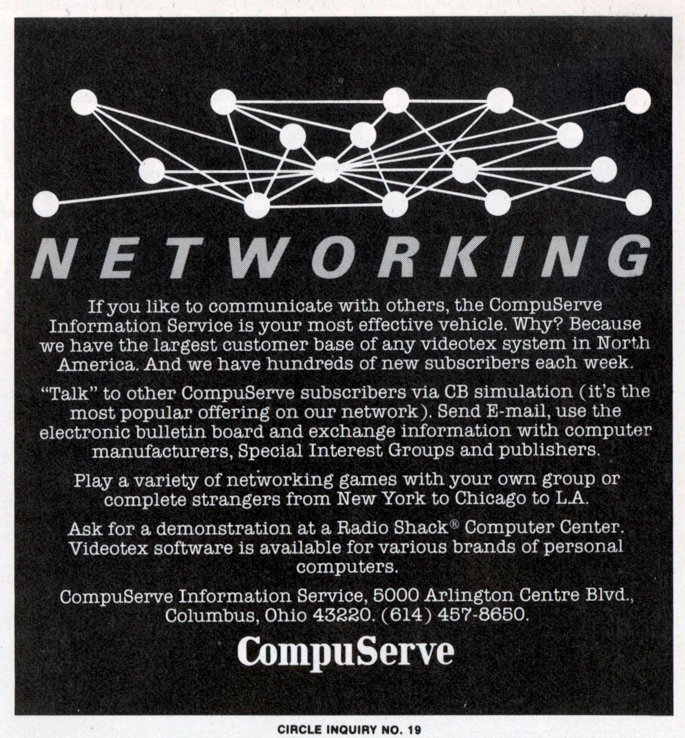 NETWORKING
If you like to communicate with others, the CompuServe
Information Service is your most effective vehicle. Why? Because
we have the largest customer base of any videotex system in North
America. And we have hundreds of new subscribers each week.
“Talk” to other CompuServe subscribers via CB simulation (it's the
most popular offering on our network). Send E-mail, use the
electronic bulletin board and exchange information with computer
manufacturers, Special Interest Groups and publishers.
Play a variety of networking games with your own group or
complete strangers from New York to Chicago to L.A.
Ask for a demonstration at a Radio Shack® Computer Center.
Videotex software is available for various brands of personal
computers.
CompuServe Information Service, 5000 Arlington Centre Blvd.,
Columbus, Ohio 43220. (614) 457-8650.
CompuServe
CIRCLE INQUIRY NO. 19